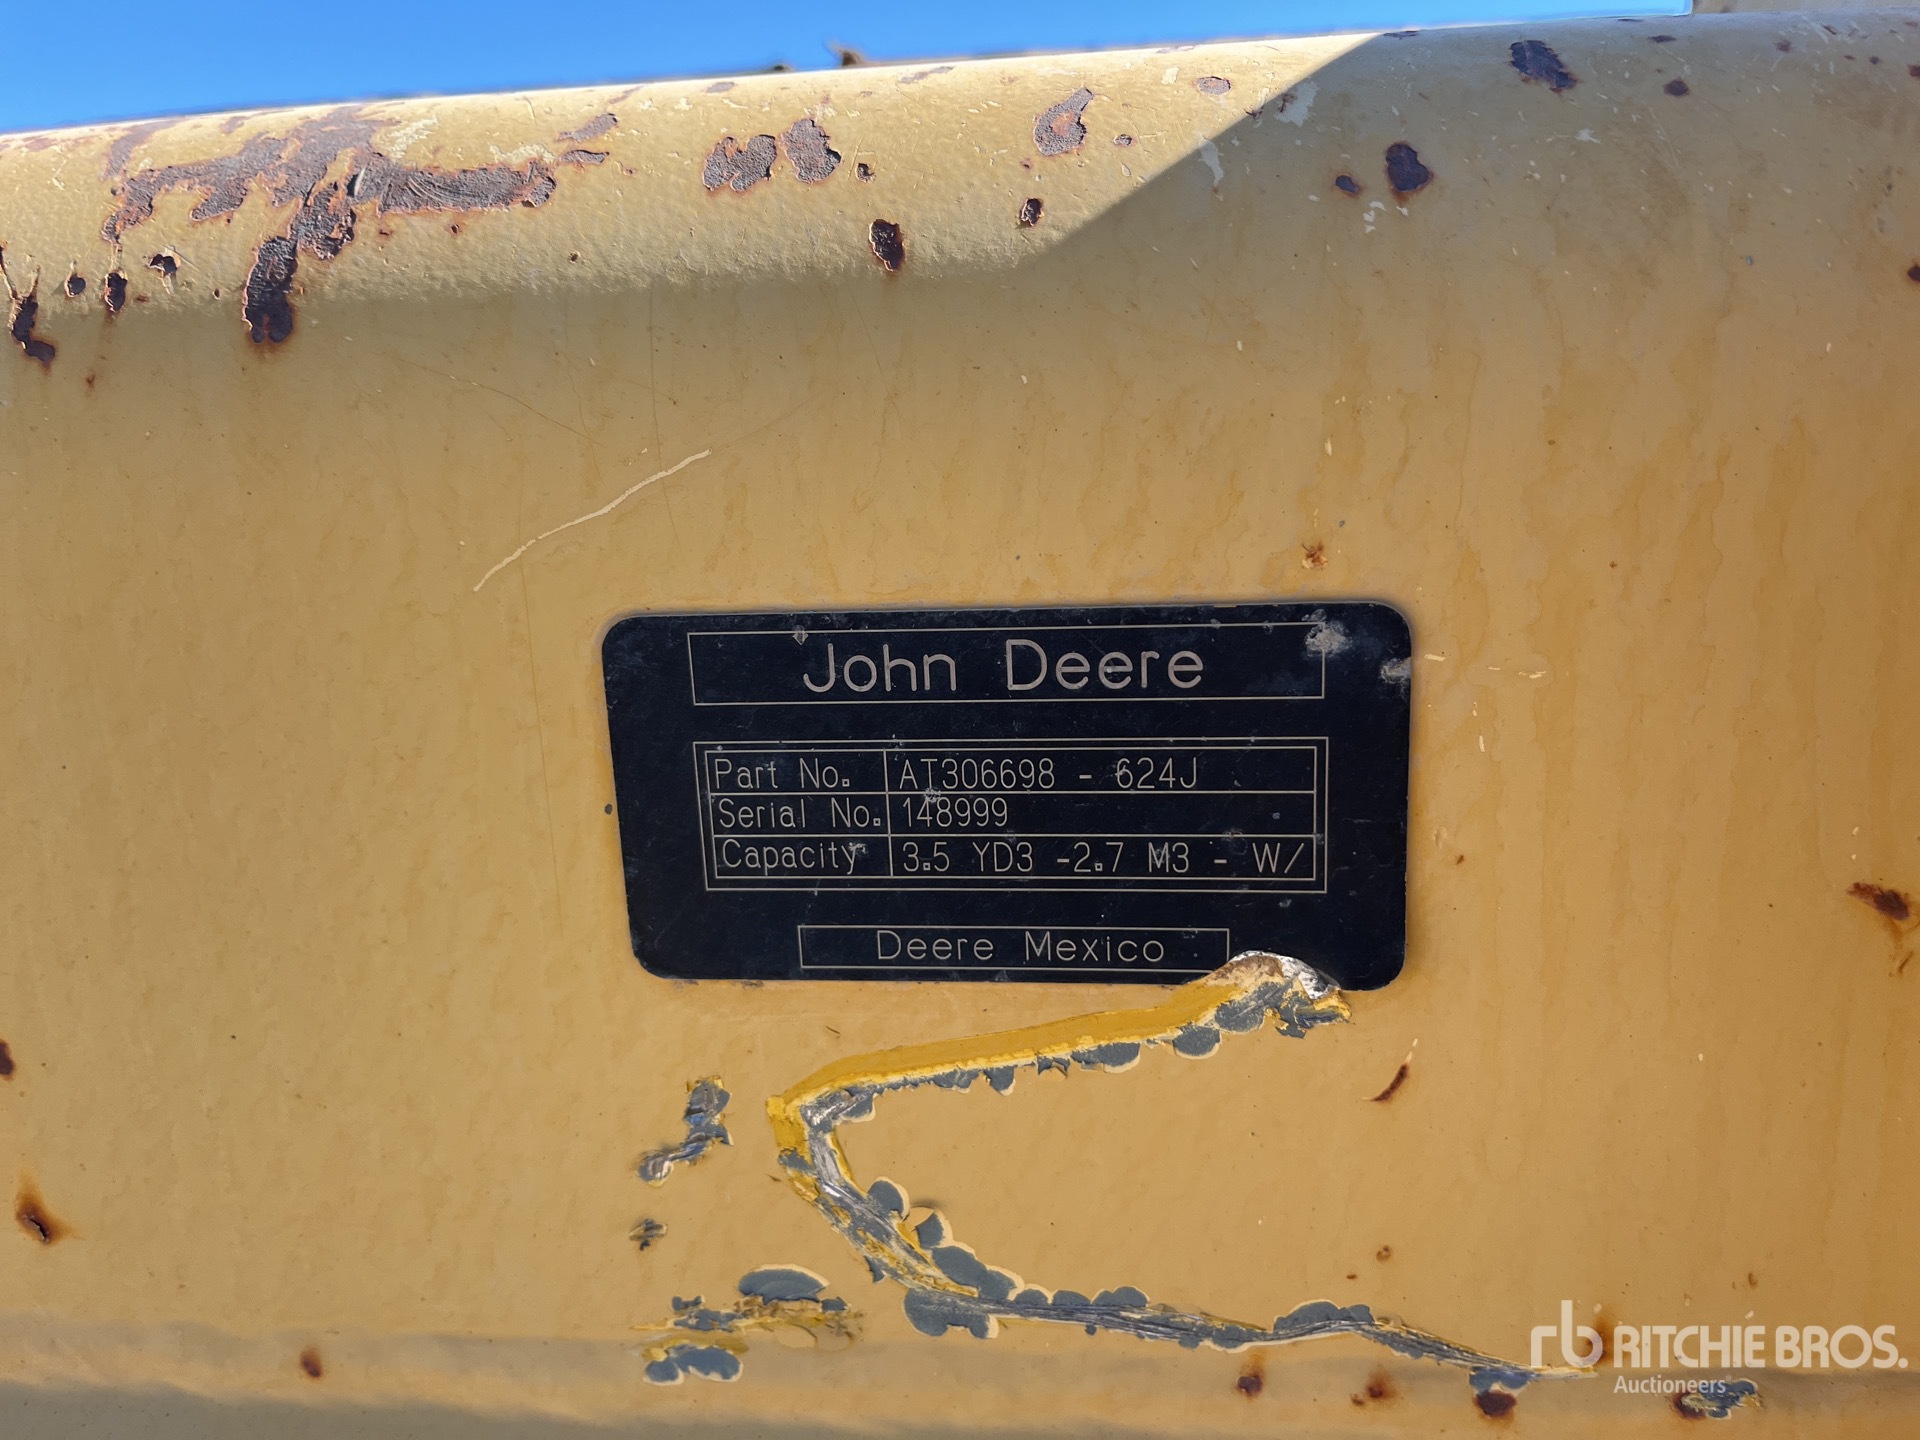 John Deere
Part No. AT306698 - 624J
Serial No. 148999
Capacity 3.5 YD3 -2.7 M3 - W/
Deere Mexico
rb RITCHIE BROS.
Auctioneers